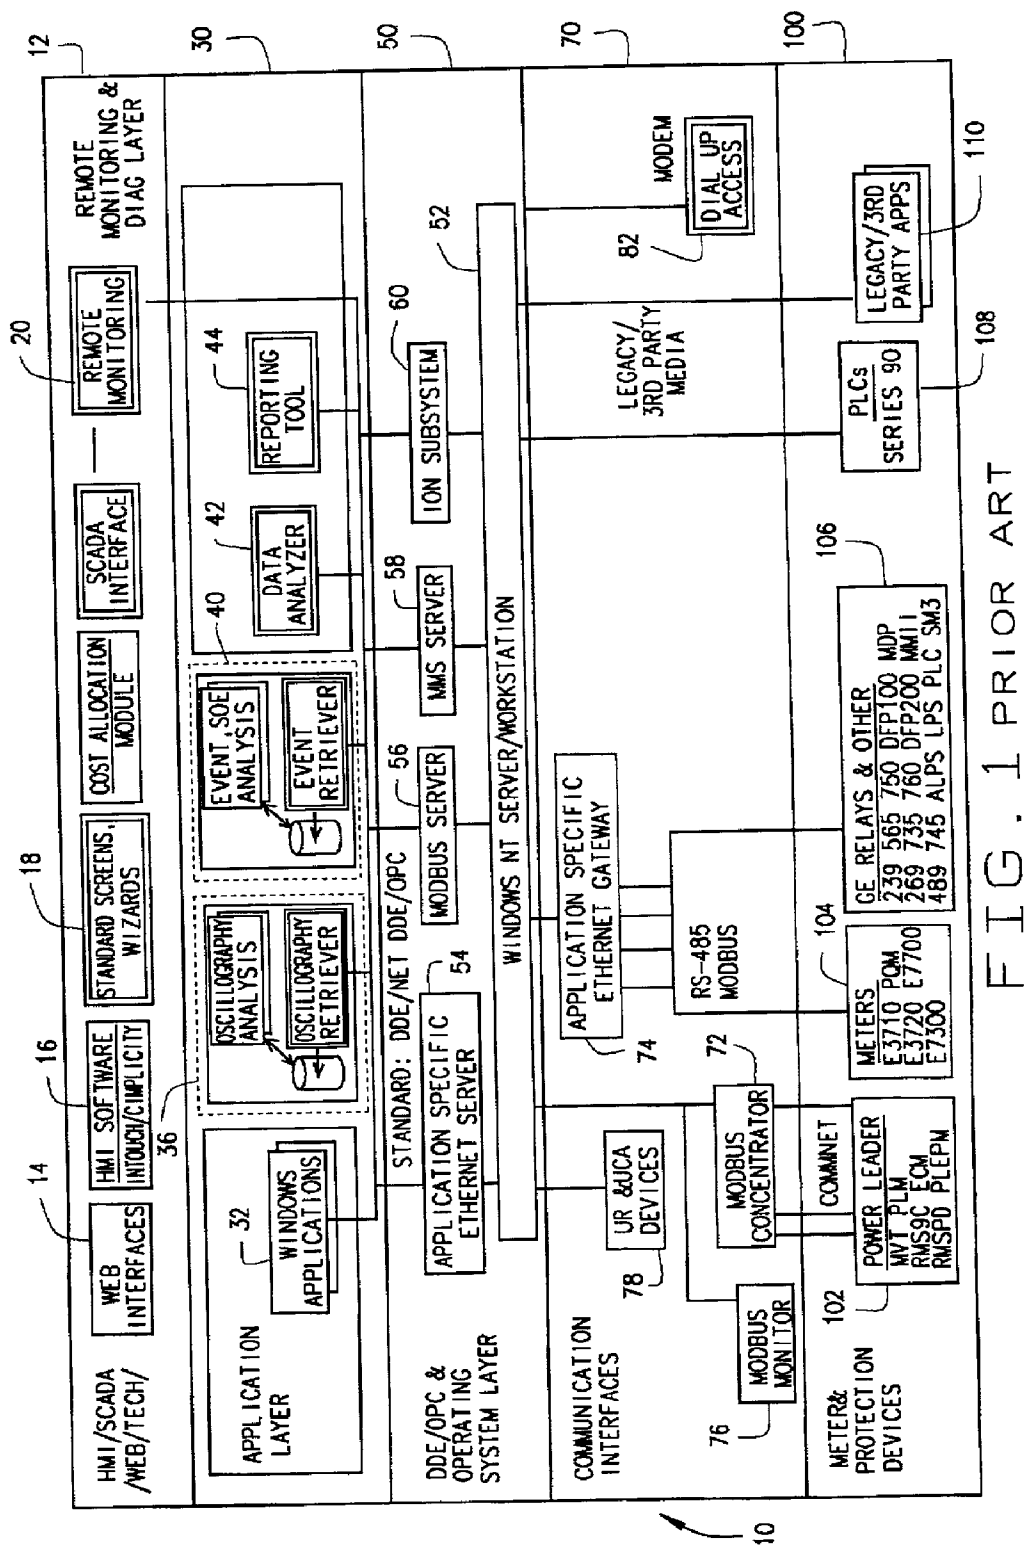 HMI/SCADA
/WEB/TECH/
WEB
INTERFACES
14
HMI SOFTWARE
INTOUCH/CIMPLICITY
16
STANDARD SCREENS,
WIZARDS
18
COST ALLOCATION
MODULE
SCADA
INTERFACE
REMOTE
MONITORING
20
REMOTE
MONITORING &
DIAG LAYER
12
APPLICATION
LAYER
32
WINDOWS
APPLICATIONS
36
OSCILLOGRAPHY
ANALYSIS
OSCILLOGRAPHY
RETRIEVER
EVENT, SOE
ANALYSIS
EVENT
RETRIEVER
40
DATA
ANALYZER
42
REPORTING
TOOL
44
30
DDE/OPC &
OPERATING
SYSTEM LAYER
STANDARD: DDE/NET DDE/OPC
APPLICATION SPECIFIC
ETHERNET SERVER
54
MODBUS SERVER
56
MMS SERVER
58
ION SUBSYSTEM
60
WINDOWS NT SERVER/WORKSTATION
52
50
COMMUNICATION
INTERFACES
UR &UCA
DEVICES
78
MODBUS
MONITOR
76
MODBUS
CONCENTRATOR
72
APPLICATION SPECIFIC
ETHERNET GATEWAY
74
RS-485
MODBUS
LEGACY/
3RD PARTY
MEDIA
MODEM
DIAL UP
ACCESS
82
70
METER&
PROTECTION
DEVICES
COMMNET
POWER LEADER
MVT PLM
RMS9C ECM
RMSPD PLEPM
102
METERS
E3710 PQM
E3720 E7700
E7300
104
GE RELAYS & OTHER
239 565 750 DFP100 MDP
269 735 760 DFP200 MMII
489 745 ALPS LPS PLC SM3
106
PLCs
SERIES 90
108
LEGACY/3RD
PARTY APPS
110
100
10
FIG. 1 PRIOR ART